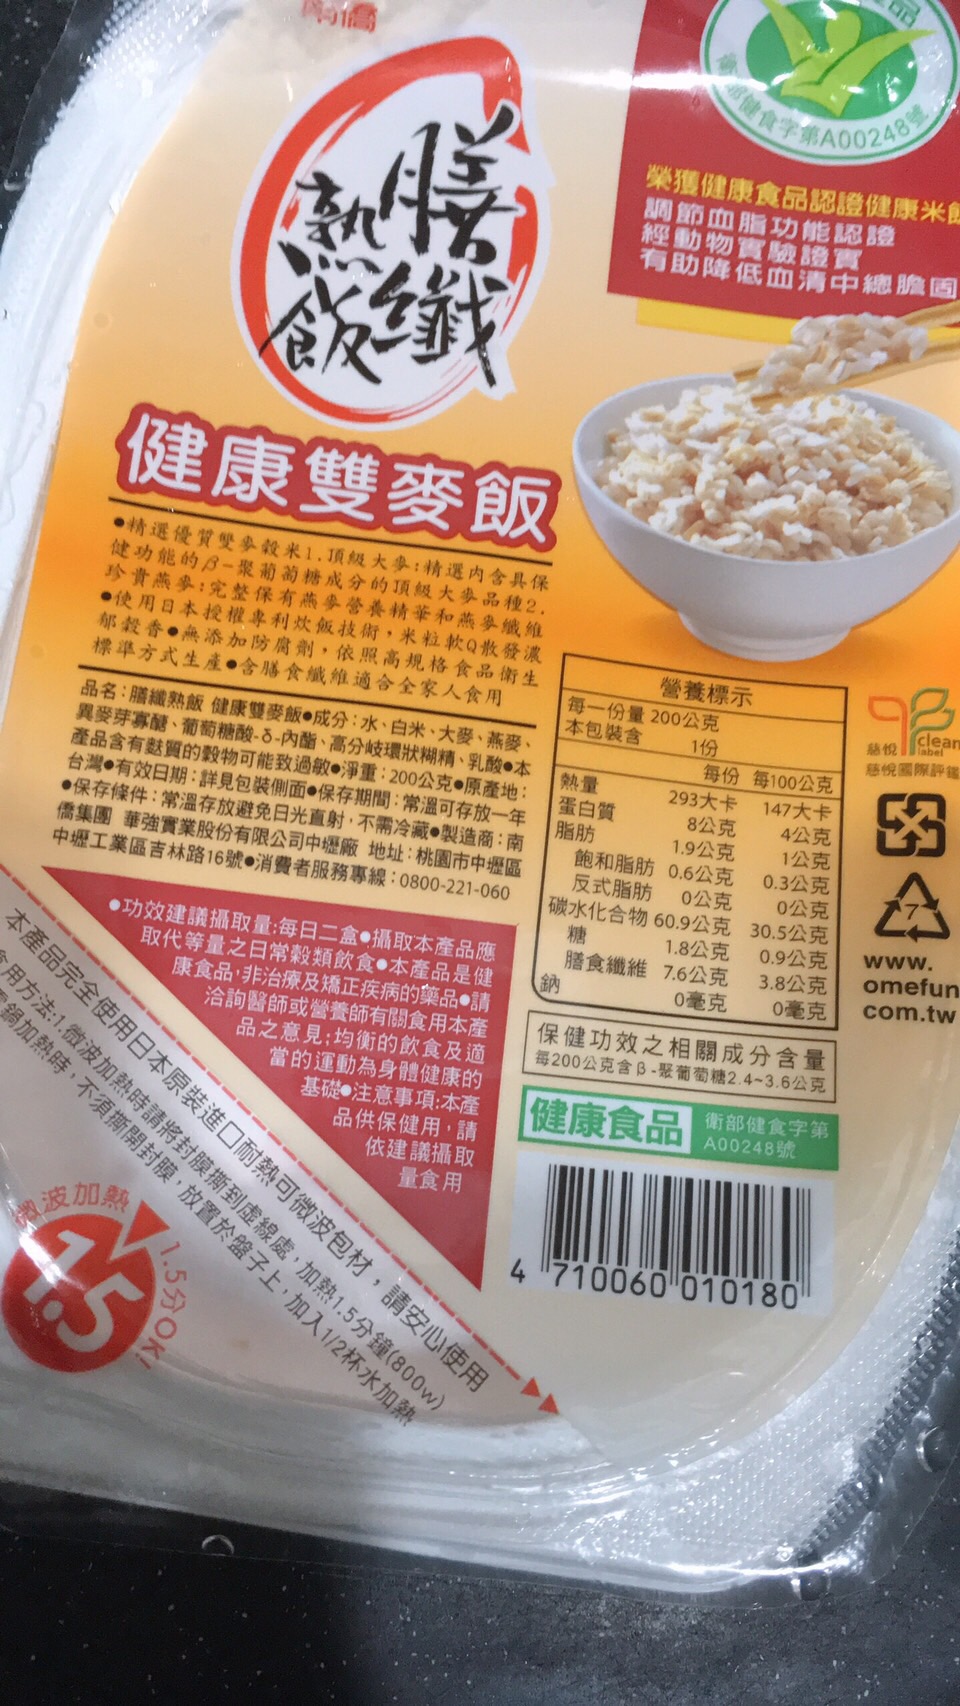 南僑
膳纖熟飯
衛部健食字第A00248號
榮獲健康食品認證健康米飯
調節血脂功能認證
經動物實驗證實
有助降低血清中總膽固
健康雙麥飯
●精選優質雙麥穀米1.頂級大麥:精選內含具保
健功能的β-聚葡萄糖成分的頂級大麥品種2.
珍貴燕麥:完整保有燕麥營養精華和燕麥纖維
●使用日本授權專利炊飯技術,米粒軟Q散發濃
郁穀香●無添加防腐劑,依照高規格食品衛生
標準方式生產●含膳食纖維適合全家人食用
品名:膳纖熟飯 健康雙麥飯●成分:水、白米、大麥、燕麥、
異麥芽寡醣、葡萄糖酸-δ-內酯、高分岐環狀糊精、乳酸●本
產品含有麩質的穀物可能致過敏●淨重:200公克●原產地:
台灣●有效日期:詳見包裝側面●保存期間:常溫可存放一年
●保存條件:常溫存放避免日光直射,不需冷藏●製造商:南
僑集團 華強實業股份有限公司中壢廠 地址:桃園市中壢區
中壢工業區吉林路16號●消費者服務專線:0800-221-060
營養標示
每一份量 200公克
本包裝含 1份
每份 每100公克
熱量 293大卡 147大卡
蛋白質 8公克 4公克
脂肪 1.9公克 1公克
飽和脂肪 0.6公克 0.3公克
反式脂肪 0公克 0公克
碳水化合物 60.9公克 30.5公克
糖 1.8公克 0.9公克
膳食纖維 7.6公克 3.8公克
鈉 0毫克 0毫克
保健功效之相關成分含量
每200公克含β-聚葡萄糖2.4~3.6公克
健康食品 衛部健食字第
A00248號
4 710060 010180
慈悅 clean
label
慈悅國際評鑑
7
www.
omefun
com.tw
●功效建議攝取量:每日二盒●攝取本產品應
取代等量之日常穀類飲食●本產品是健
康食品,非治療及矯正疾病的藥品●請
洽詢醫師或營養師有關食用本產
品之意見;均衡的飲食及適
當的運動為身體健康的
基礎●注意事項:本產
品供保健用,請
依建議攝取
量食用
本產品完全使用日本原裝進口耐熱可微波包材,請安心使用
食用方法:1.微波加熱時請將封膜撕到虛線處,加熱1.5分鐘(800w)
電鍋加熱時,不須撕開封膜,放置於盤子上,加入1/2杯水加熱
微波加熱
1.5
1.5分OK!